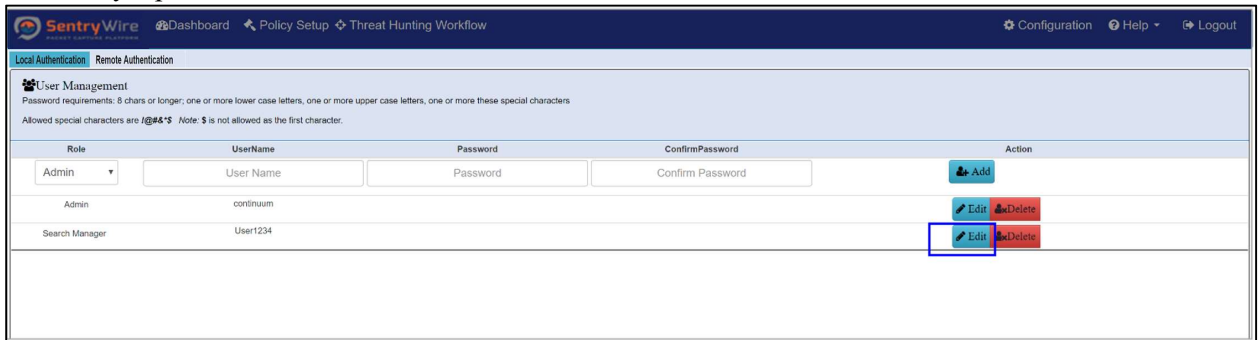 SentryWire Dashboard Policy Setup Threat Hunting Workflow Configuration Help Logout
PACKET CAPTURE PLATFORM
Local Authentication Remote Authentication
User Management
Password requirements: 8 chars or longer; one or more lower case letters, one or more upper case letters, one or more these special characters
Allowed special characters are !@#&*$ Note: $ is not allowed as the first character.
Role UserName Password ConfirmPassword Action
Admin User Name Password Confirm Password Add
Admin continuum Edit Delete
Search Manager User1234 Edit Delete